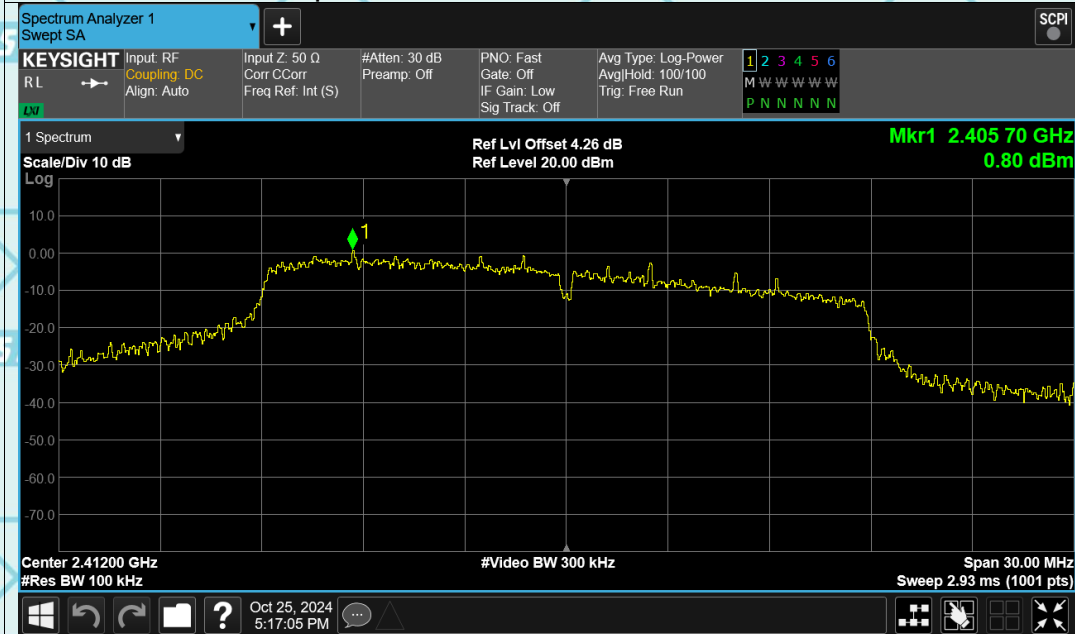 Spectrum Analyzer 1
Swept SA
+
SCPI
KEYSIGHT
R L
LXI
Input: RF
Coupling: DC
Align: Auto
Input Z: 50 Ω
Corr CCorr
Freq Ref: Int (S)
#Atten: 30 dB
Preamp: Off
PNO: Fast
Gate: Off
IF Gain: Low
Sig Track: Off
Avg Type: Log-Power
Avg|Hold: 100/100
Trig: Free Run
1 2 3 4 5 6
M W W W W W
P N N N N N
1 Spectrum
Scale/Div 10 dB
Log
Ref Lvl Offset 4.26 dB
Ref Level 20.00 dBm
Mkr1 2.405 70 GHz
0.80 dBm
1
10.0
0.00
-10.0
-20.0
-30.0
-40.0
-50.0
-60.0
-70.0
Center 2.41200 GHz
#Res BW 100 kHz
#Video BW 300 kHz
Span 30.00 MHz
Sweep 2.93 ms (1001 pts)
?
Oct 25, 2024
5:17:05 PM